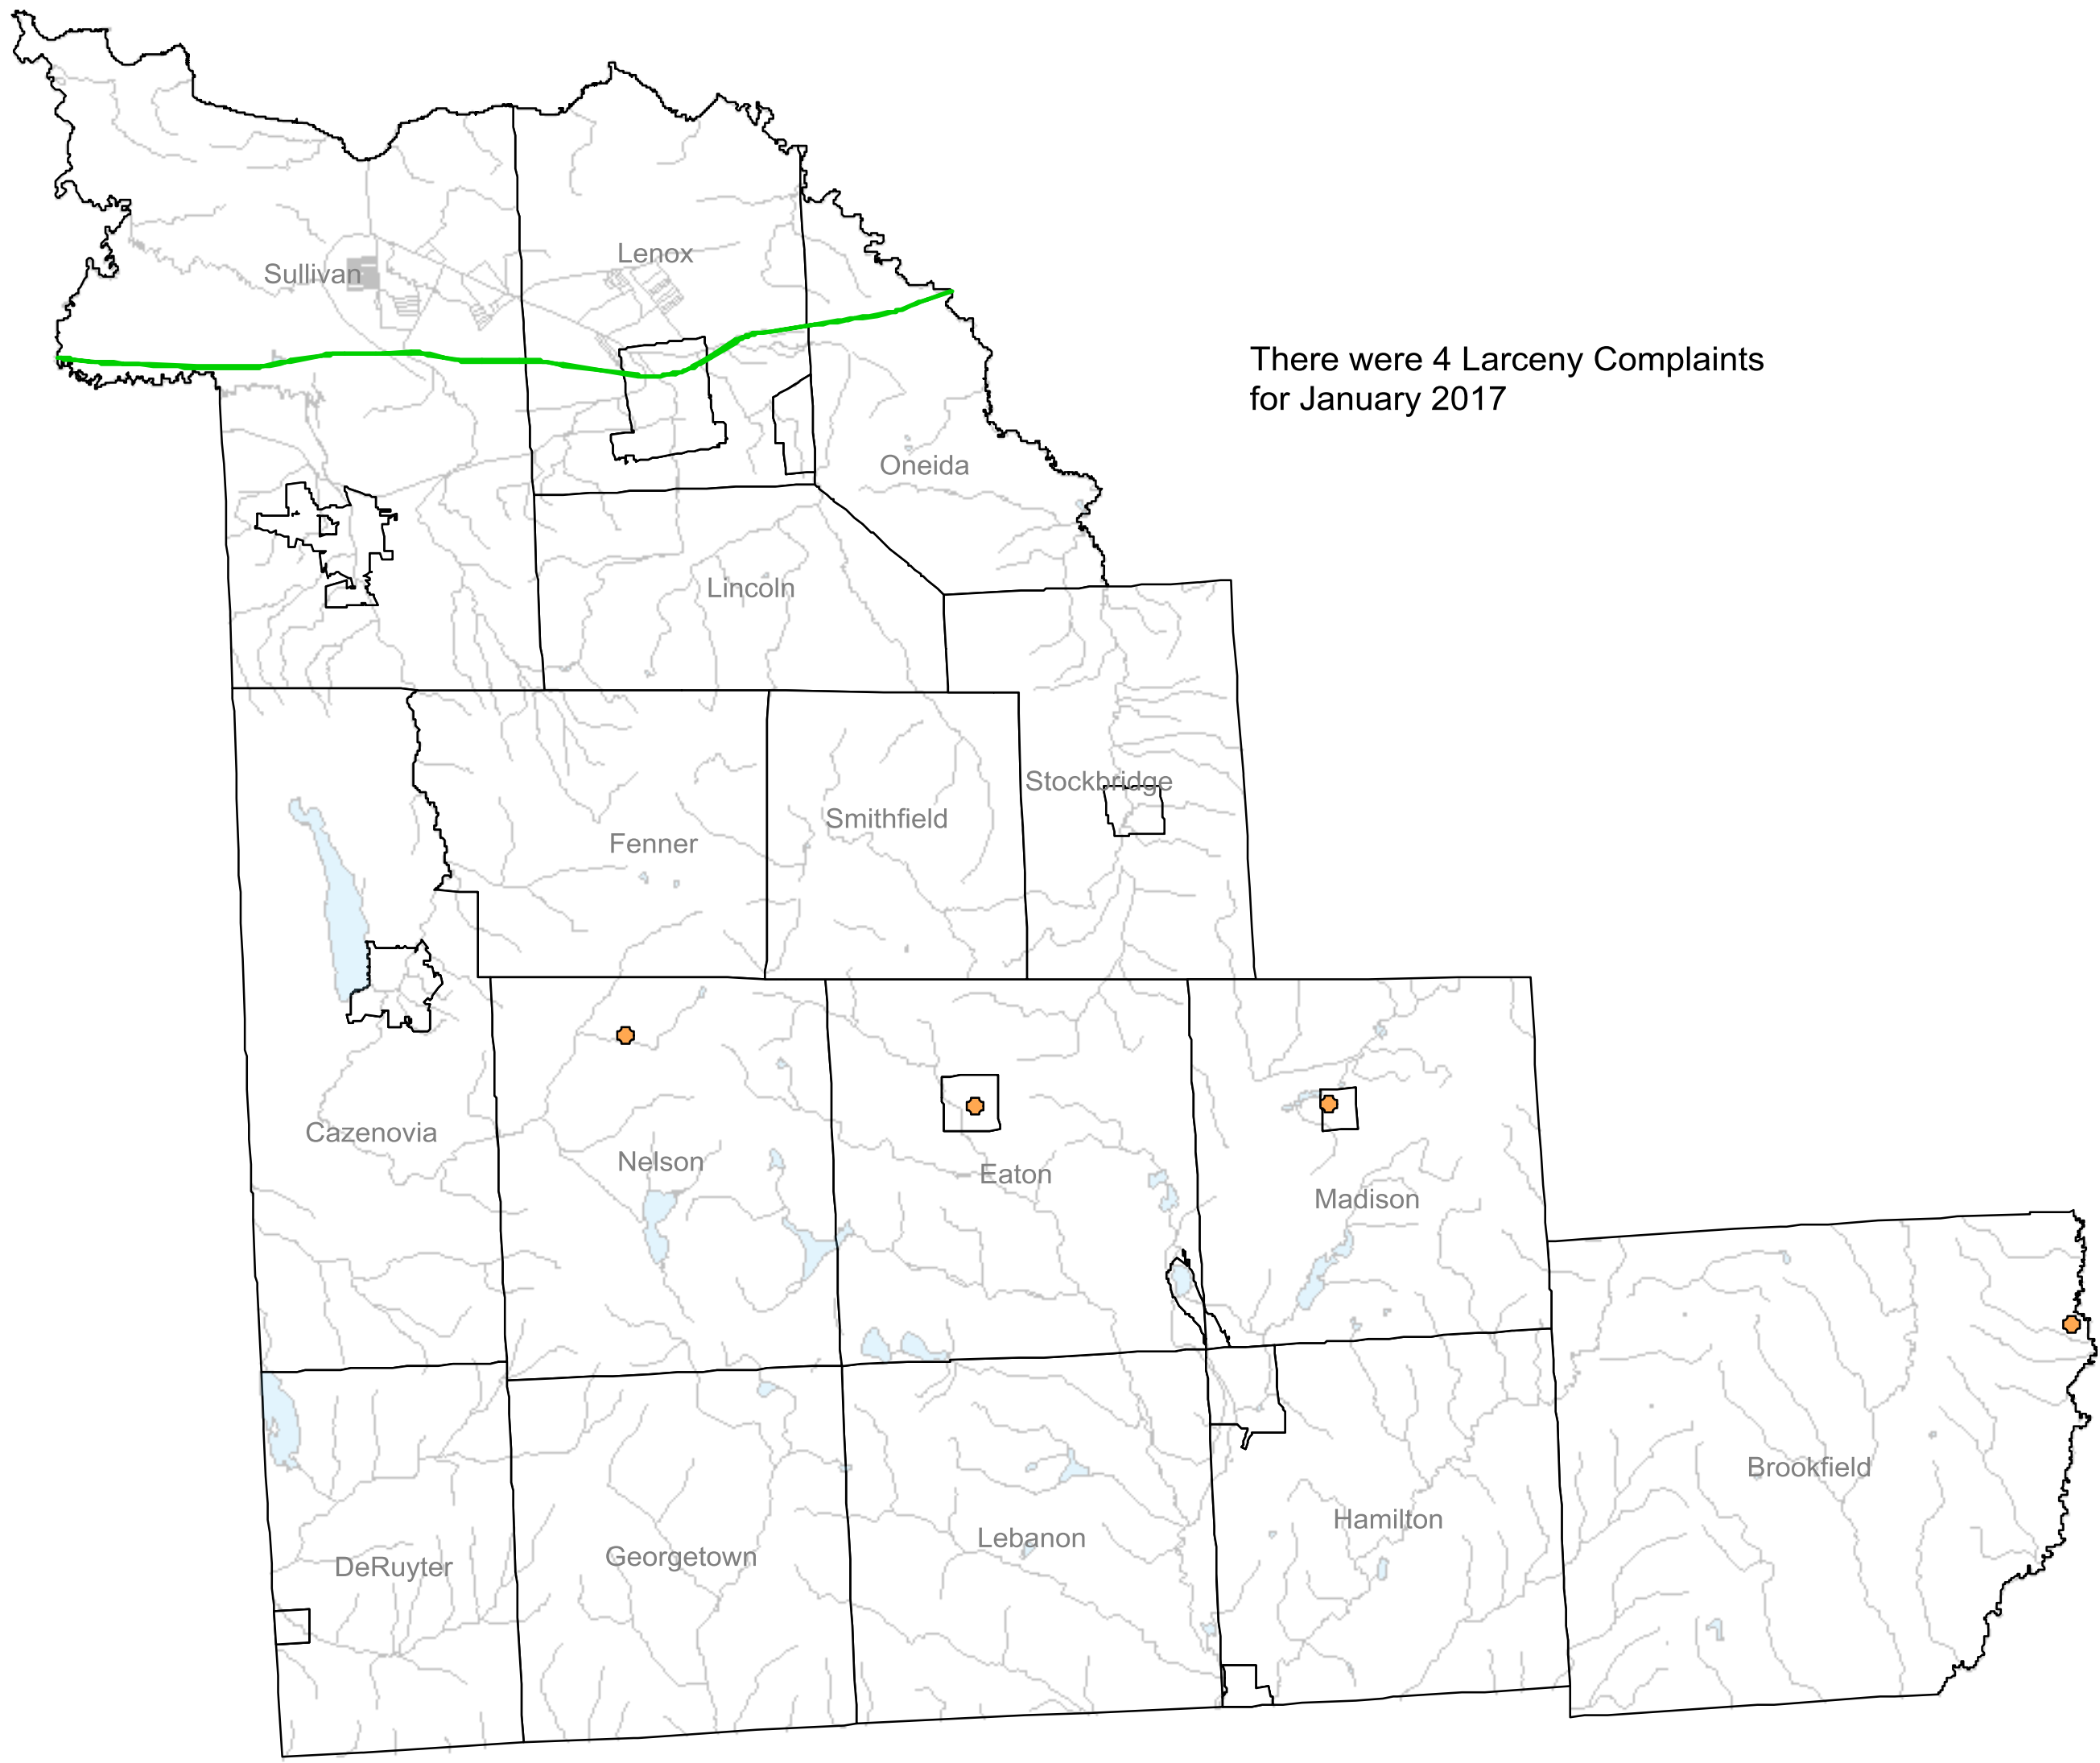 Lenox
Sullivan
There were 4 Larceny Complaints
for January 2017
Oneida
Lincoln
Stockbridge
Smithfield
Fenner
Cazenovia
Nelson
Eaton
Madison
Brookfield
Hamilton
Lebanon
Georgetown
DeRuyter